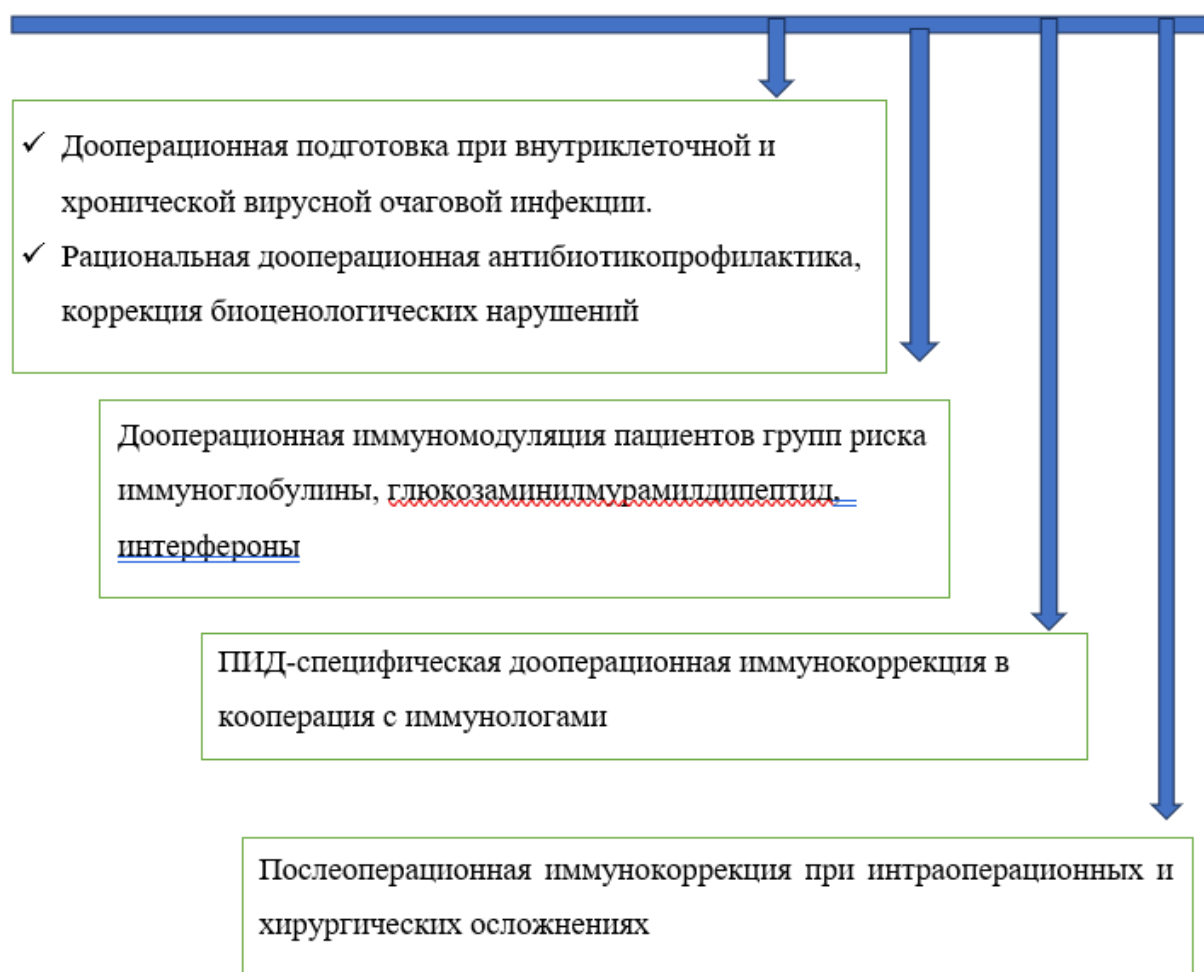 ✓ Дооперационная подготовка при внутриклеточной и
хронической вирусной очаговой инфекции.
✓ Рациональная дооперационная антибиотикопрофилактика,
коррекция биоценологических нарушений
Дооперационная иммуномодуляция пациентов групп риска
иммуноглобулины, глюкозаминилмурамилдипептид,
интерфероны
ПИД-специфическая дооперационная иммунокоррекция в
кооперация с иммунологами
Послеоперационная иммунокоррекция при интраоперационных и
хирургических осложнениях